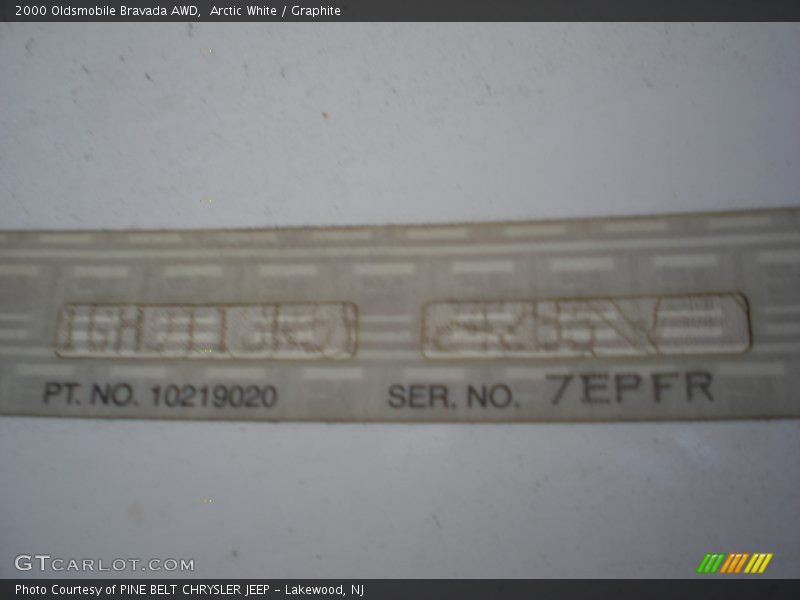 2000 Oldsmobile Bravada AWD,  Arctic White / Graphite
PT. NO. 10219020
SER. NO. 7EPFR
GTCARLOT.COM
Photo Courtesy of PINE BELT CHRYSLER JEEP - Lakewood, NJ